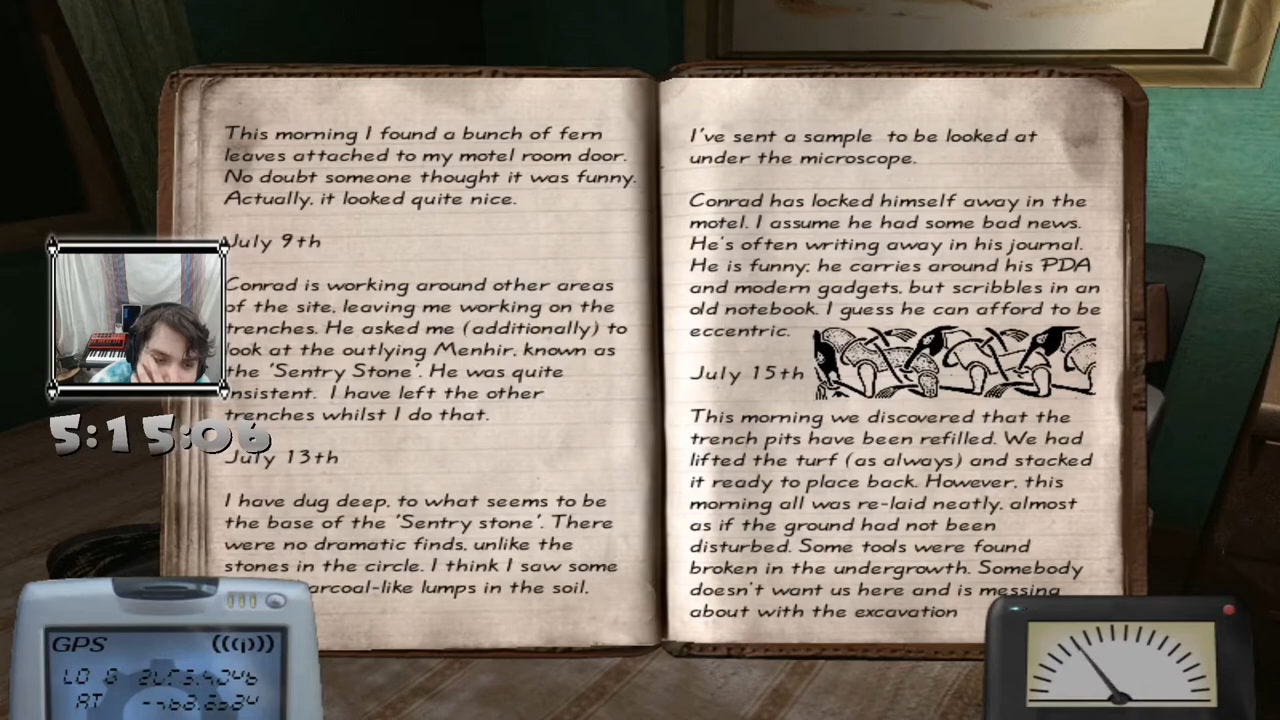 This morning I found a bunch of fern
leaves attached to my motel room door.
No doubt someone thought it was funny.
Actually, it looked quite nice.
July 9th
Conrad is working around other areas
of the site, leaving me working on the
trenches. He asked me (additionally) to
look at the outlying Menhir, known as
the 'Sentry Stone'. He was quite
insistent. I have left the other
trenches whilst I do that.
July 13th
I have dug deep, to what seems to be
the base of the 'Sentry stone'. There
were no dramatic finds, unlike the
stones in the circle. I think I saw some
arcoal-like lumps in the soil.
I've sent a sample to be looked at
under the microscope.
Conrad has locked himself away in the
motel. I assume he had some bad news.
He's often writing away in his journal.
He is funny; he carries around his PDA
and modern gadgets, but scribbles in an
old notebook. I guess he can afford to be
eccentric.
July 15th
This morning we discovered that the
trench pits have been refilled. We had
lifted the turf (as always) and stacked
it ready to place back. However, this
morning all was re-laid neatly, almost
as if the ground had not been
disturbed. Some tools were found
broken in the undergrowth. Somebody
doesn't want us here and is messing
about with the excavation
5:15:06
GPS